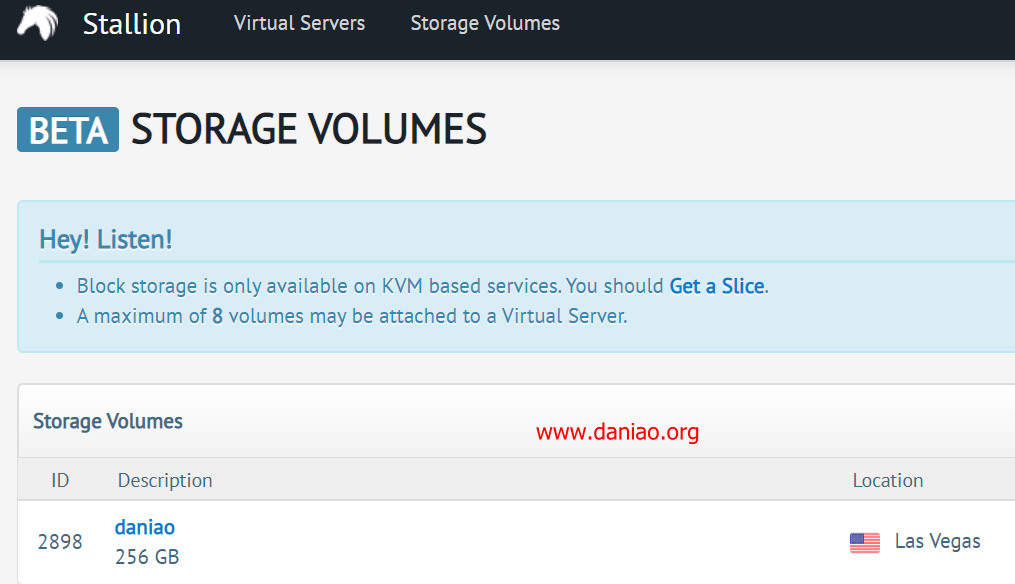 Stallion Virtual Servers Storage Volumes
BETA STORAGE VOLUMES
Hey! Listen!
Block storage is only available on KVM based services. You should Get a Slice.
A maximum of 8 volumes may be attached to a Virtual Server.
Storage Volumes
www.daniao.org
ID Description Location
daniao
2898 Las Vegas
256 GB